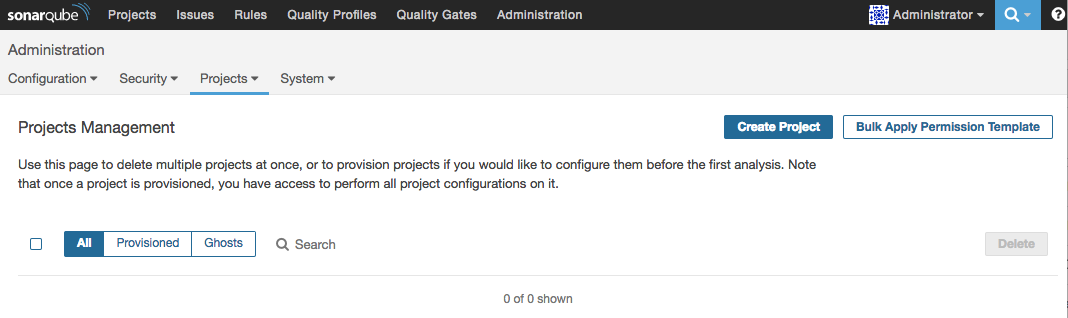 sonarqube Projects Issues Rules Quality Profiles Quality Gates Administration Administrator ?
Administration
Configuration Security Projects System
Projects Management Create Project Bulk Apply Permission Template
Use this page to delete multiple projects at once, or to provision projects if you would like to configure them before the first analysis. Note
that once a project is provisioned, you have access to perform all project configurations on it.
All Provisioned Ghosts Search Delete
0 of 0 shown